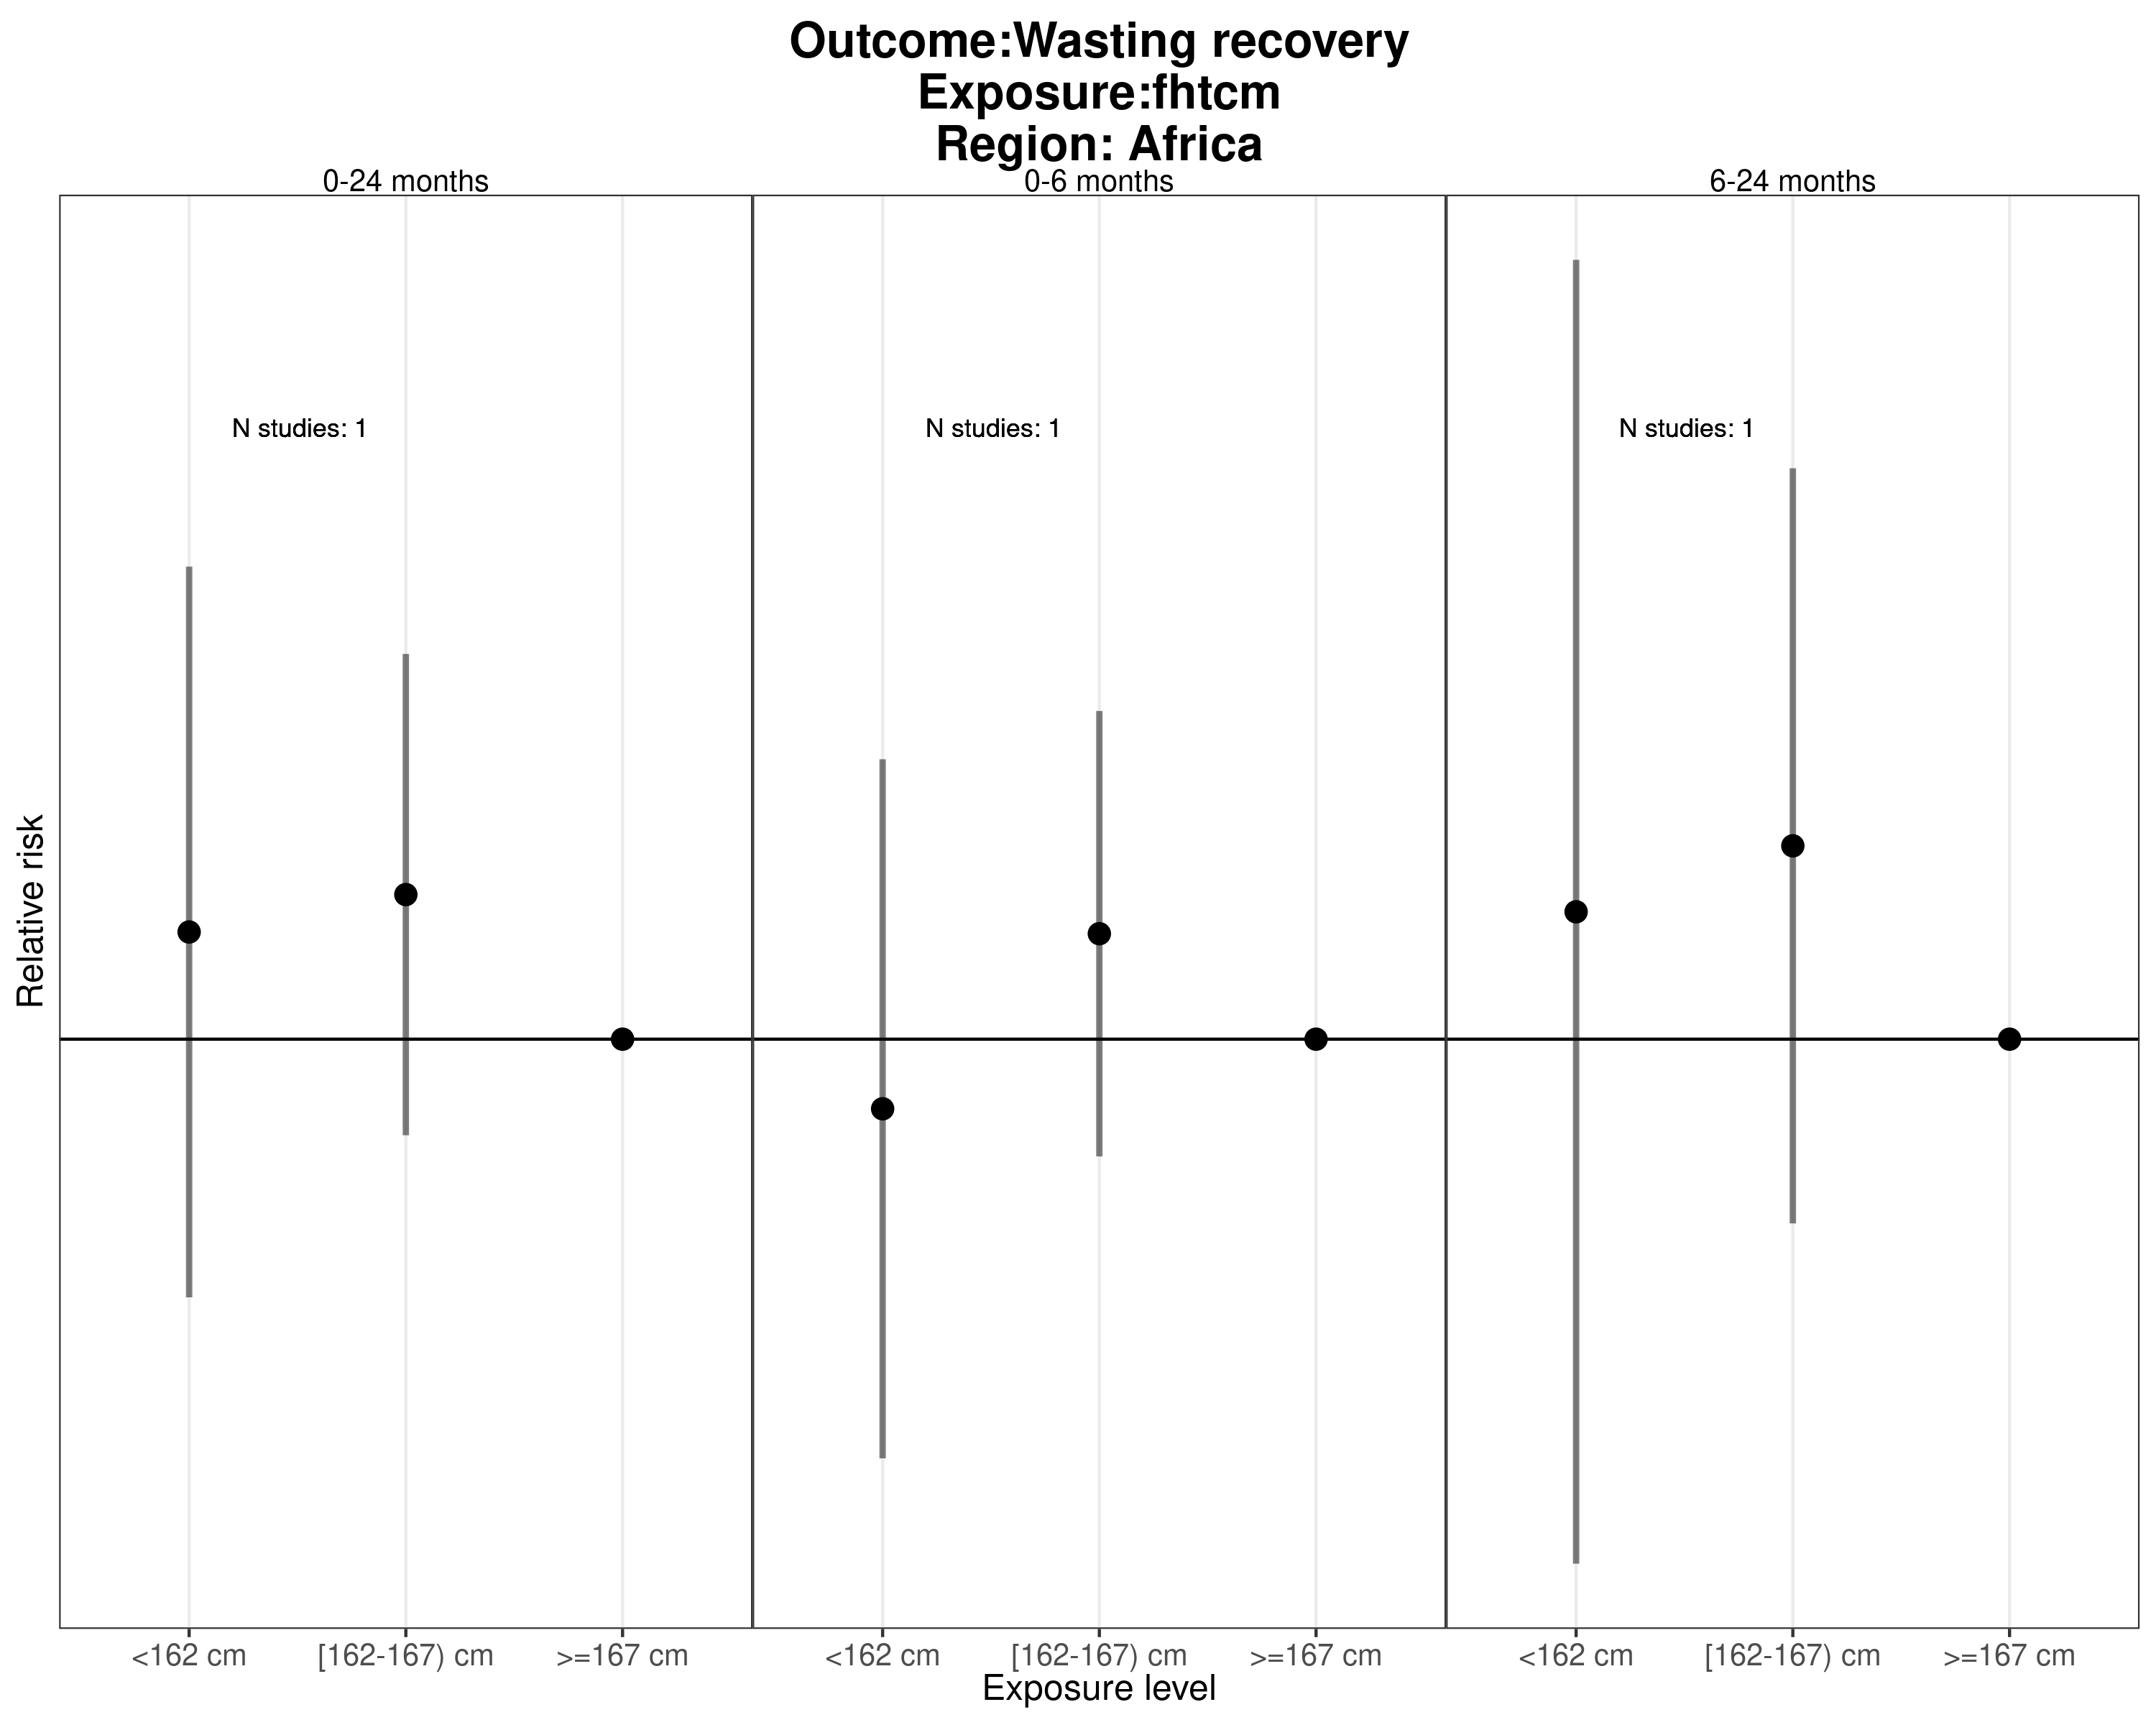 Outcome:Wasting recovery
Exposure:fhtcm
Region: Africa
0-24 months
0-6 months
6-24 months
N studies: 1
N studies: 1
N studies: 1
Relative risk
<162 cm
[162-167) cm
>=167 cm
<162 cm
[162-167) cm
>=167 cm
<162 cm
[162-167) cm
>=167 cm
Exposure level